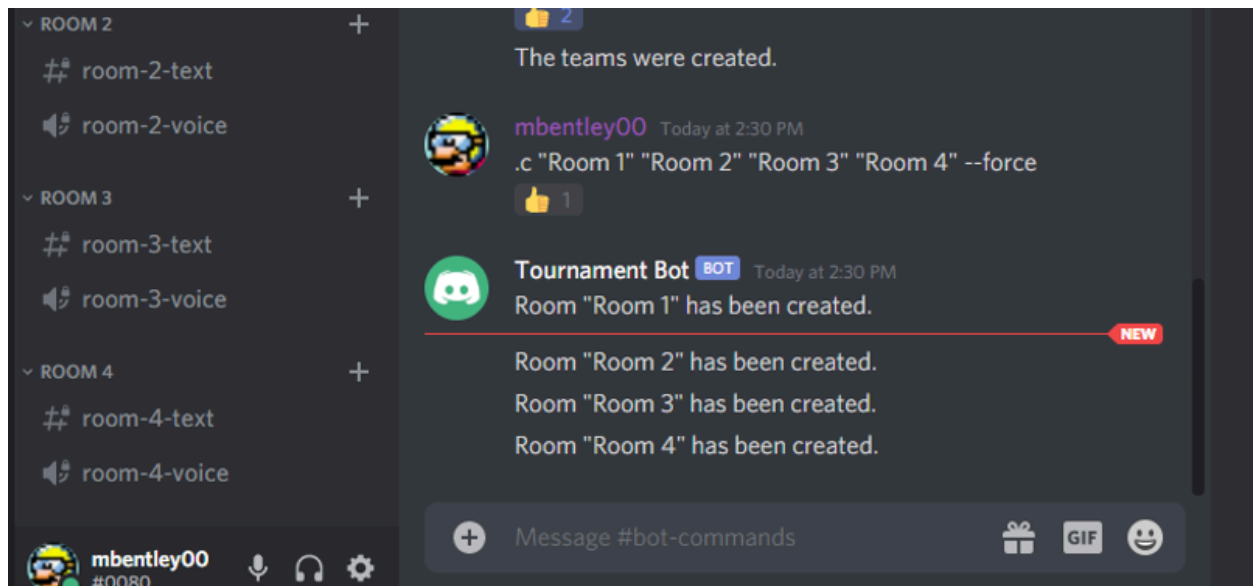 ROOM 2
room-2-text
room-2-voice
ROOM 3
room-3-text
room-3-voice
ROOM 4
room-4-text
room-4-voice
mbentley00
#0080
2
The teams were created.
mbentley00 Today at 2:30 PM
.c "Room 1" "Room 2" "Room 3" "Room 4" --force
1
Tournament Bot BOT Today at 2:30 PM
Room "Room 1" has been created.
NEW
Room "Room 2" has been created.
Room "Room 3" has been created.
Room "Room 4" has been created.
Message #bot-commands
GIF